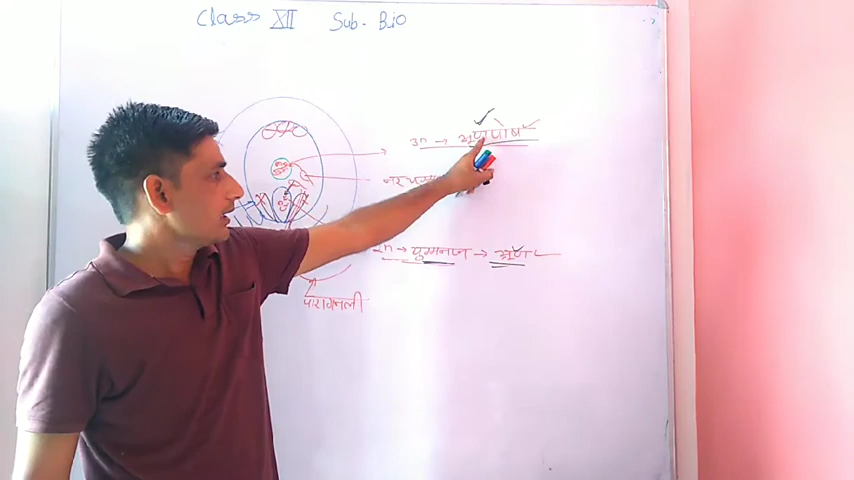 Class XII Sub. Bio
3n → भ्रूणपोष
2n → युग्मनज → भ्रूण
परागनली